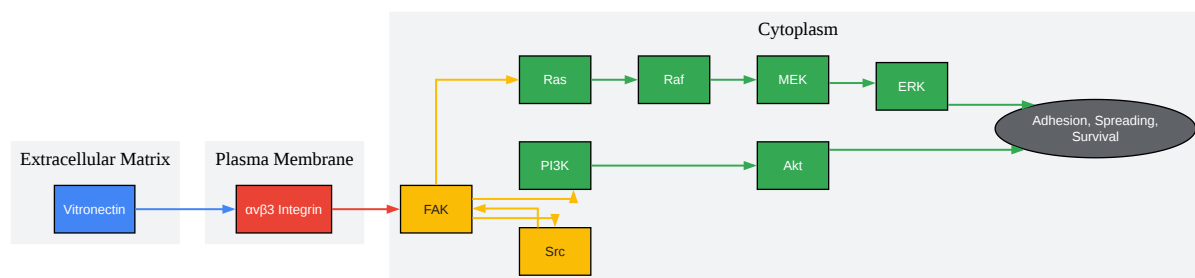 Cytoplasm
Ras
Raf
MEK
ERK
Adhesion, Spreading,
Survival
Extracellular Matrix
Plasma Membrane
PI3K
Akt
Vitronectin
αvβ3 Integrin
FAK
Src